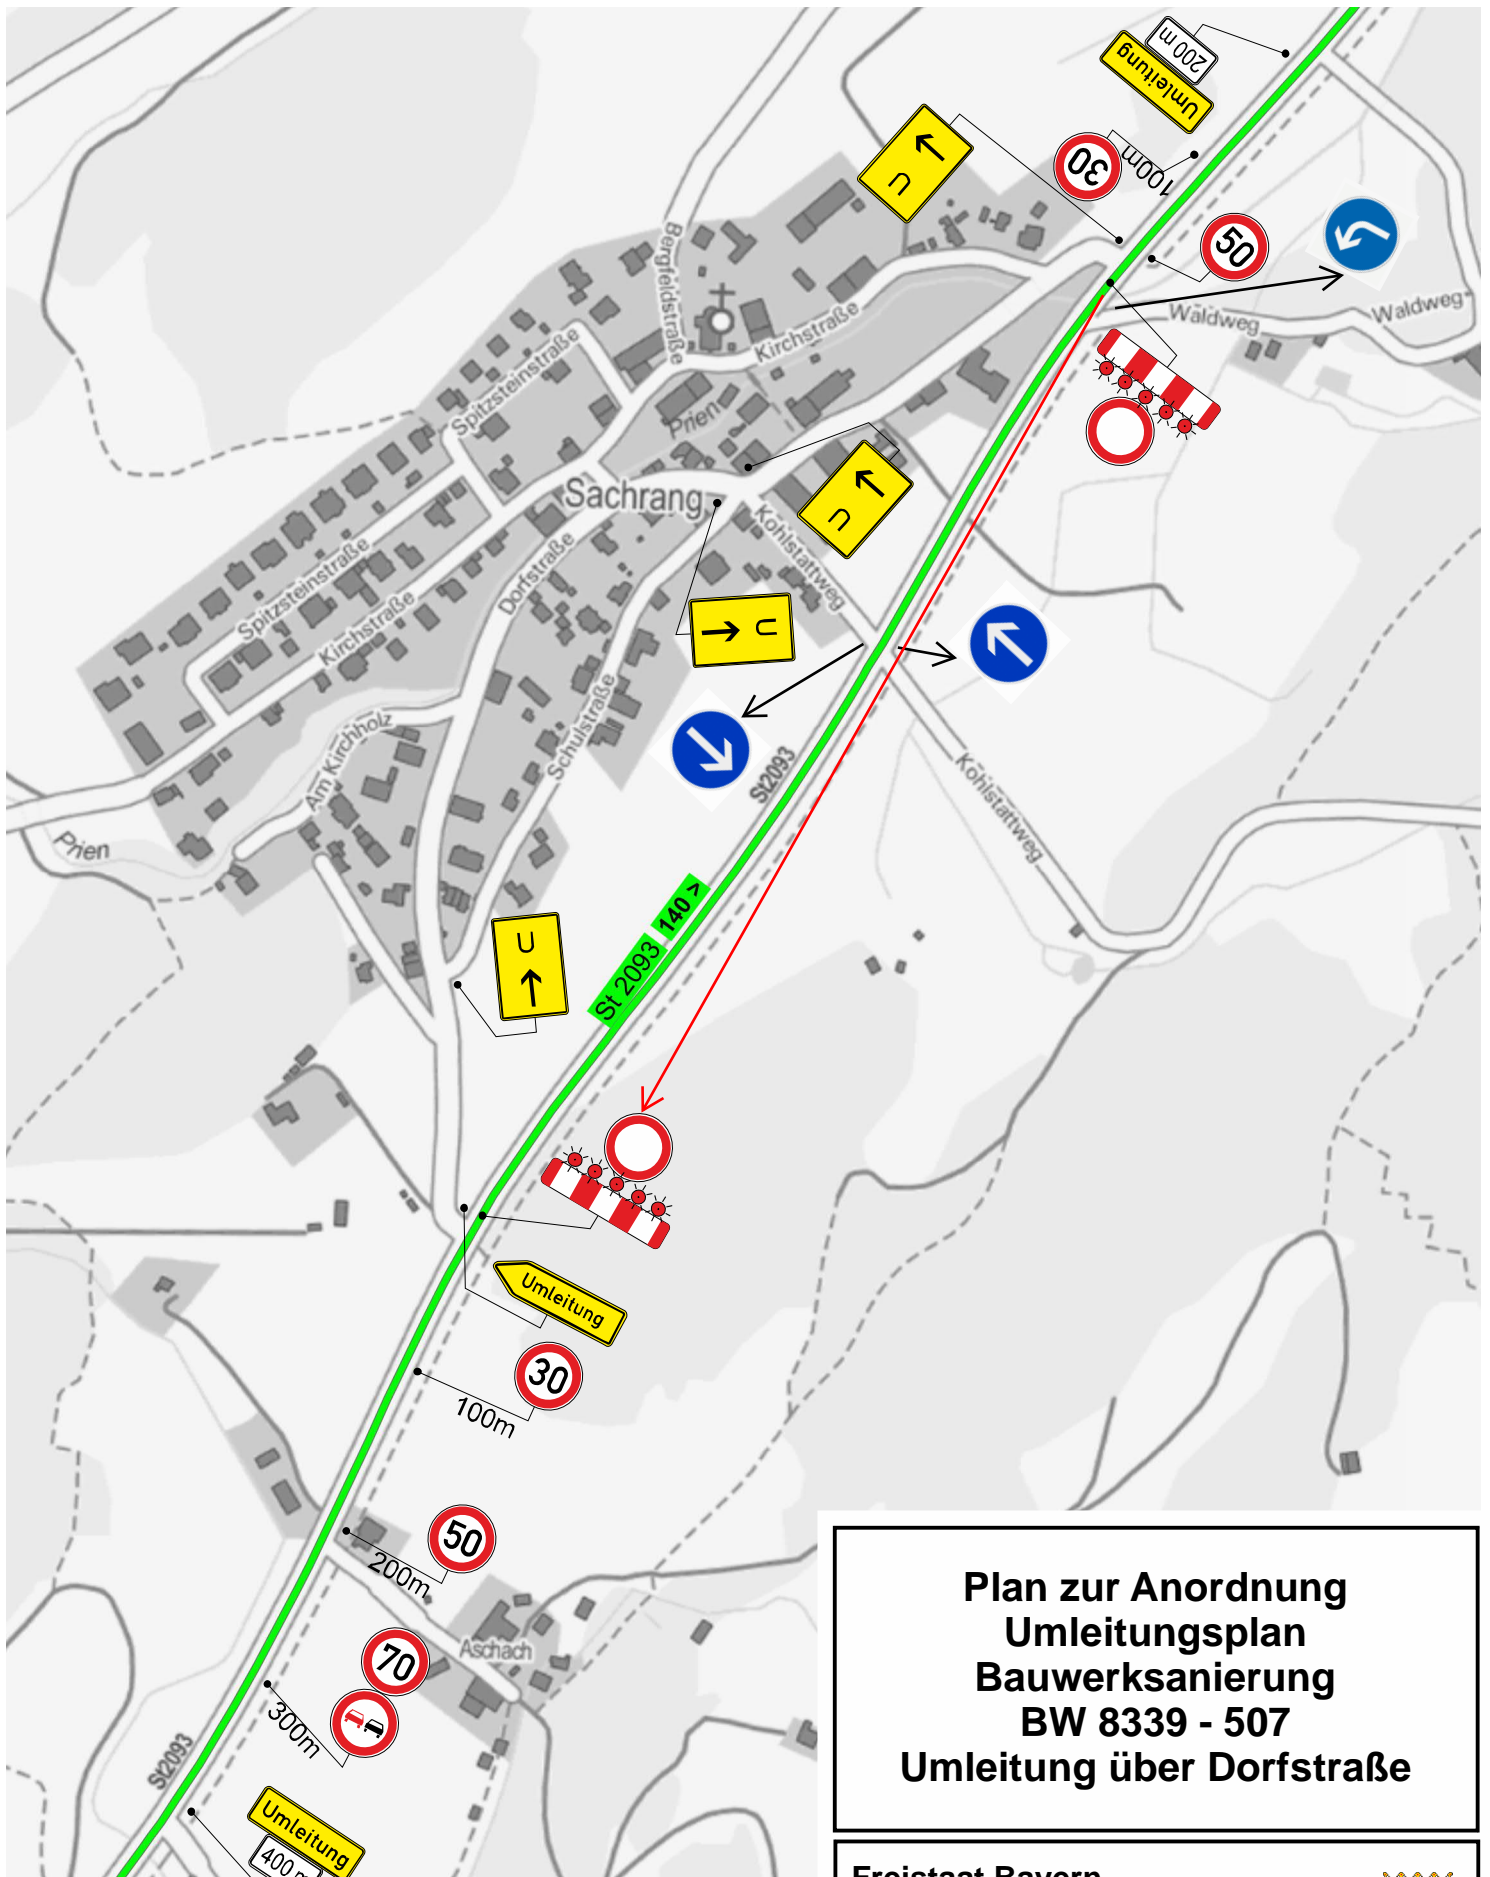 200 m
Umleitung
U
30
100m
50
Bergfeldstraße
Kirchstraße
Waldweg
Waldweg
Spitzsteinstraße
Prien
U
Sachrang
Kohlstattweg
Spitzsteinstraße
Dorfstraße
Kirchstraße
U
Schulstraße
Am Kirchholz
St2093
Kohlstattweg
Prien
140 >
St 2093
U
Umleitung
30
100m
50
200m
Aschach
70
300m
St2093
Umleitung
400 m
Plan zur Anordnung
Umleitungsplan
Bauwerksanierung
BW 8339 - 507
Umleitung über Dorfstraße
Freistaat Bayern